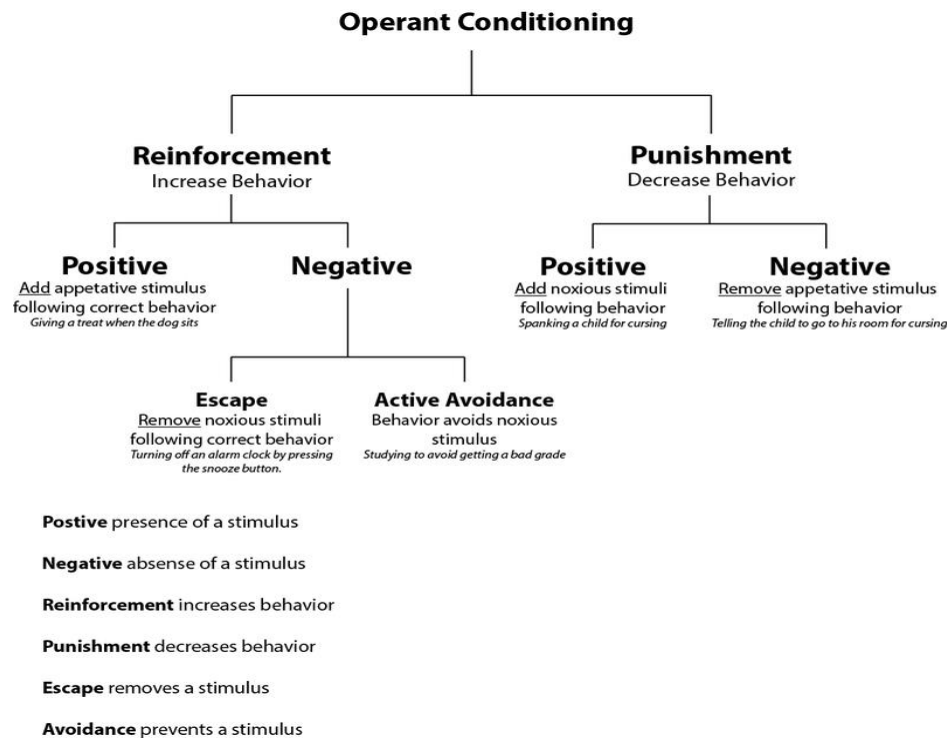 Operant Conditioning
Reinforcement
Increase Behavior
Punishment
Decrease Behavior
Positive
Add appetative stimulus
following correct behavior
Giving a treat when the dog sits
Negative
Positive
Add noxious stimuli
following behavior
Spanking a child for cursing
Negative
Remove appetative stimulus
following behavior
Telling the child to go to his room for cursing
Escape
Remove noxious stimuli
following correct behavior
Turning off an alarm clock by pressing
the snooze button.
Active Avoidance
Behavior avoids noxious
stimulus
Studying to avoid getting a bad grade
Postive presence of a stimulus
Negative absense of a stimulus
Reinforcement increases behavior
Punishment decreases behavior
Escape removes a stimulus
Avoidance prevents a stimulus